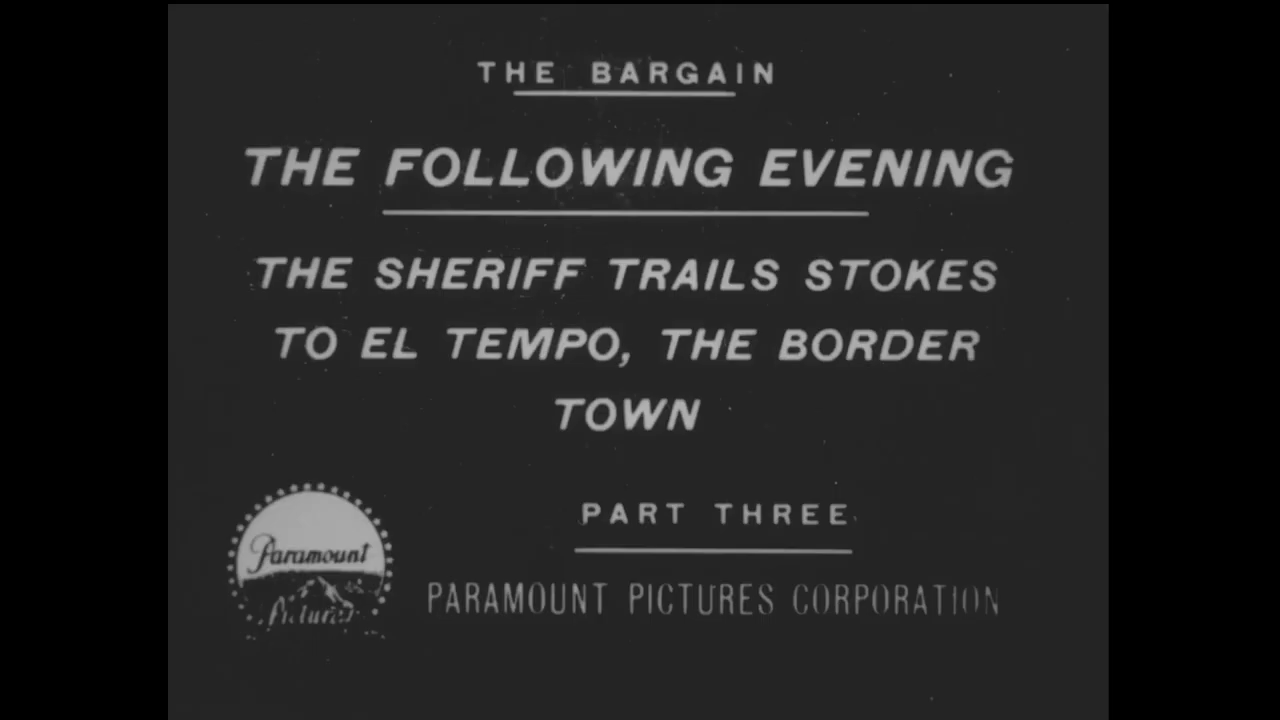 THE BARGAIN
THE FOLLOWING EVENING
THE SHERIFF TRAILS STOKES
TO EL TEMPO, THE BORDER
TOWN
PART THREE
Paramount
Pictures
PARAMOUNT PICTURES CORPORATION